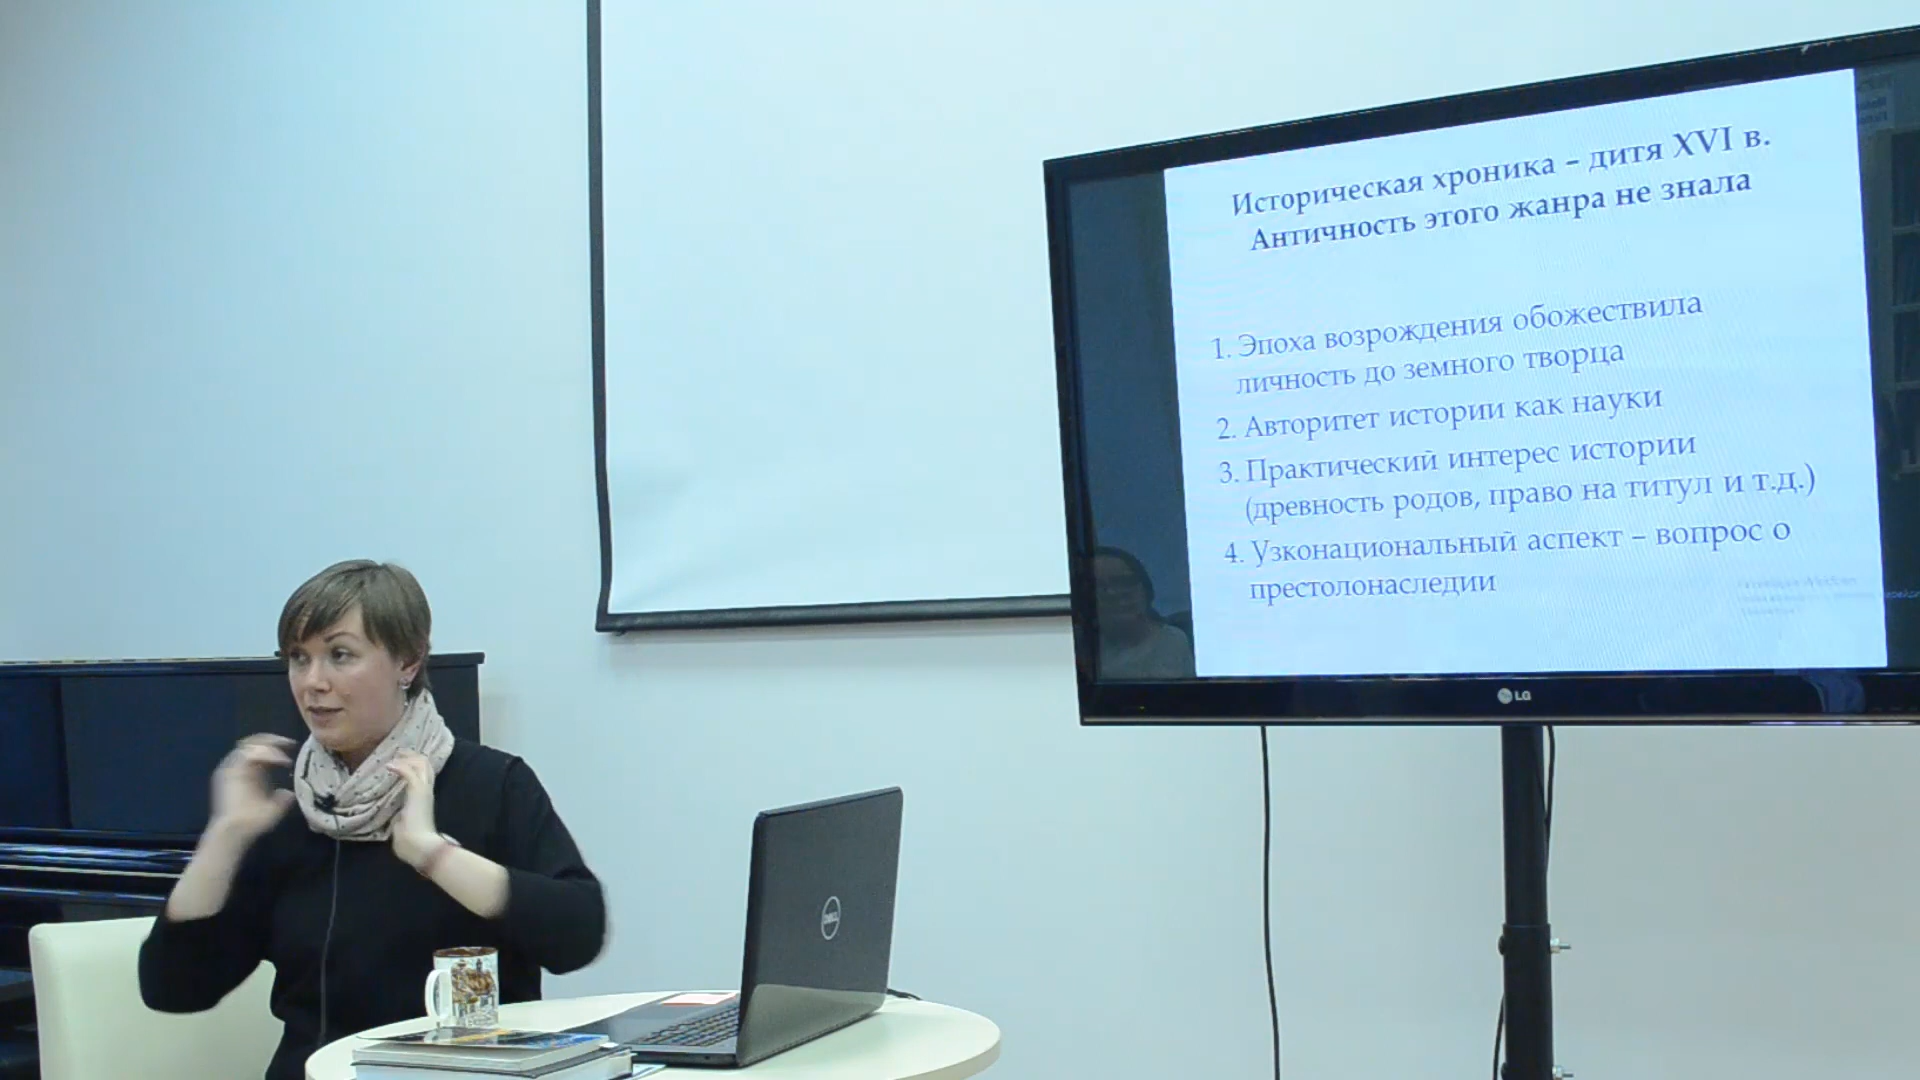 Историческая хроника – дитя XVI в.
Античность этого жанра не знала
1. Эпоха возрождения обожествила
личность до земного творца
2. Авторитет истории как науки
3. Практический интерес истории
(древность родов, право на титул и т.д.)
4. Узконациональный аспект – вопрос о
престолонаследии
LG
DELL